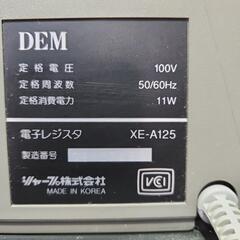 DEM
定格電圧 100V
定格周波数 50/60Hz
定格消費電力 11W
電子レジスタ XE-A125
製造番号
シャープ株式会社
MADE IN KOREA
VCI